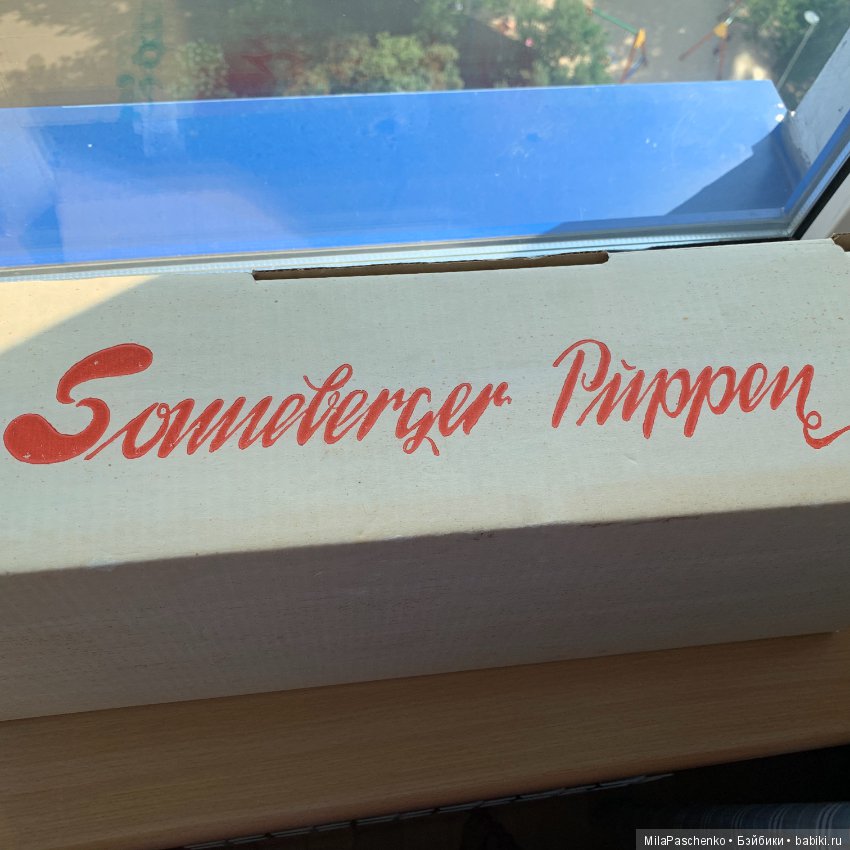 Sonneberger Puppen
MilaPaschenko • Бэйбики • babiki.ru